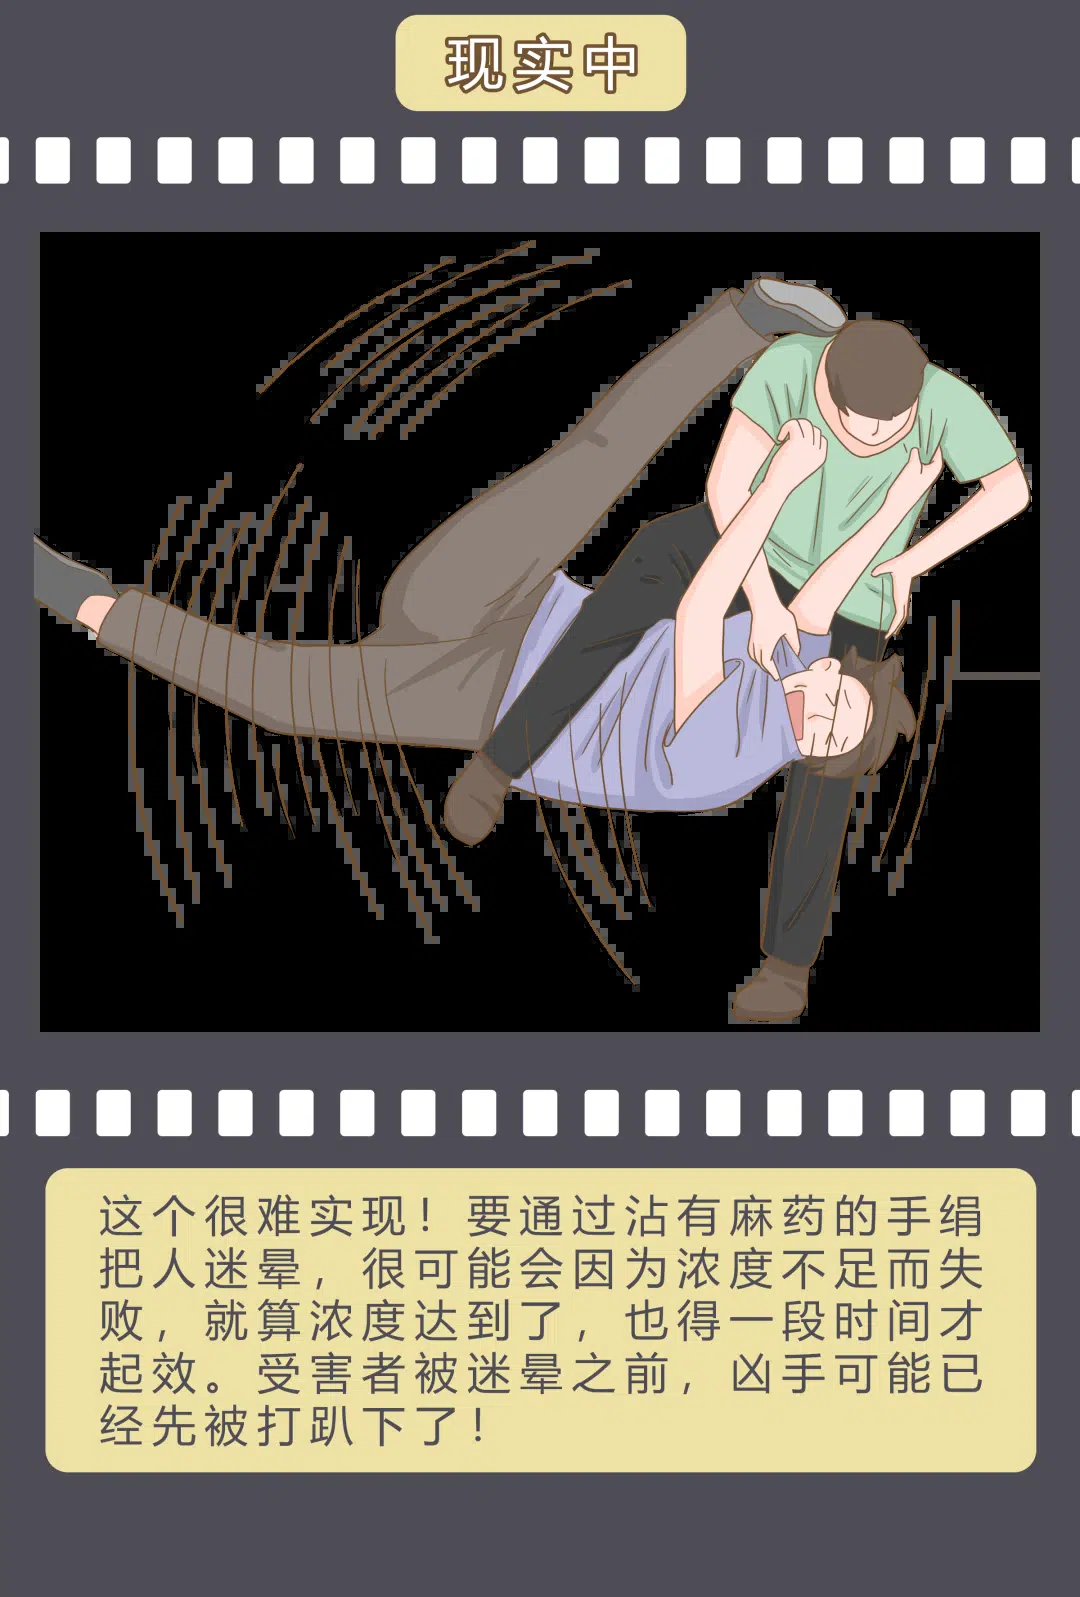 现实中
这个很难实现！要通过沾有麻药的手绢
把人迷晕，很可能会因为浓度不足而失
败，就算浓度达到了，也得一段时间才
起效。受害者被迷晕之前，凶手可能已
经先被打趴下了！